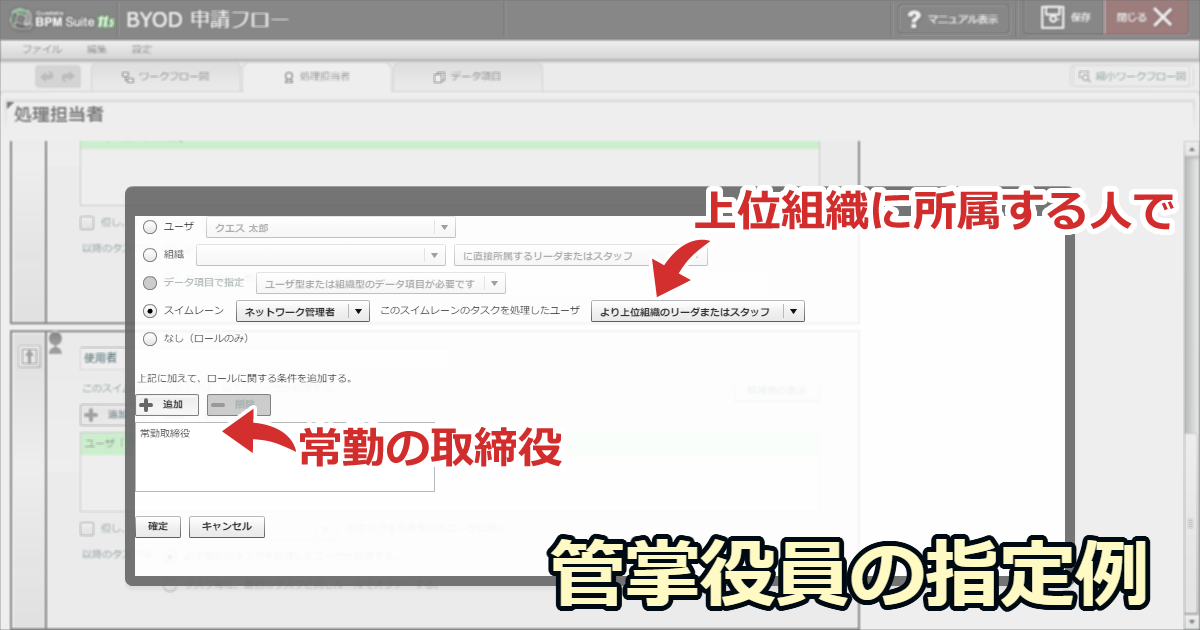 Questetra
BPM Suite 11.5 BYOD 申請フロー
? マニュアル表示
保存
閉じる
ファイル 編集 設定
ワークフロー図
処理担当者
データ項目
縮小ワークフロー図
処理担当者
上位組織に所属する人で
ユーザ クエス 太郎
組織 に直接所属するリーダまたはスタッフ
データ項目で指定 ユーザ型または組織型のデータ項目が必要です
スイムレーン ネットワーク管理者 このスイムレーンのタスクを処理したユーザ より上位組織のリーダまたはスタッフ
なし（ロールのみ）
使用者
上記に加えて、ロールに関する条件を追加する。
追加 削除
常勤取締役
常勤の取締役
確定 キャンセル
管掌役員の指定例